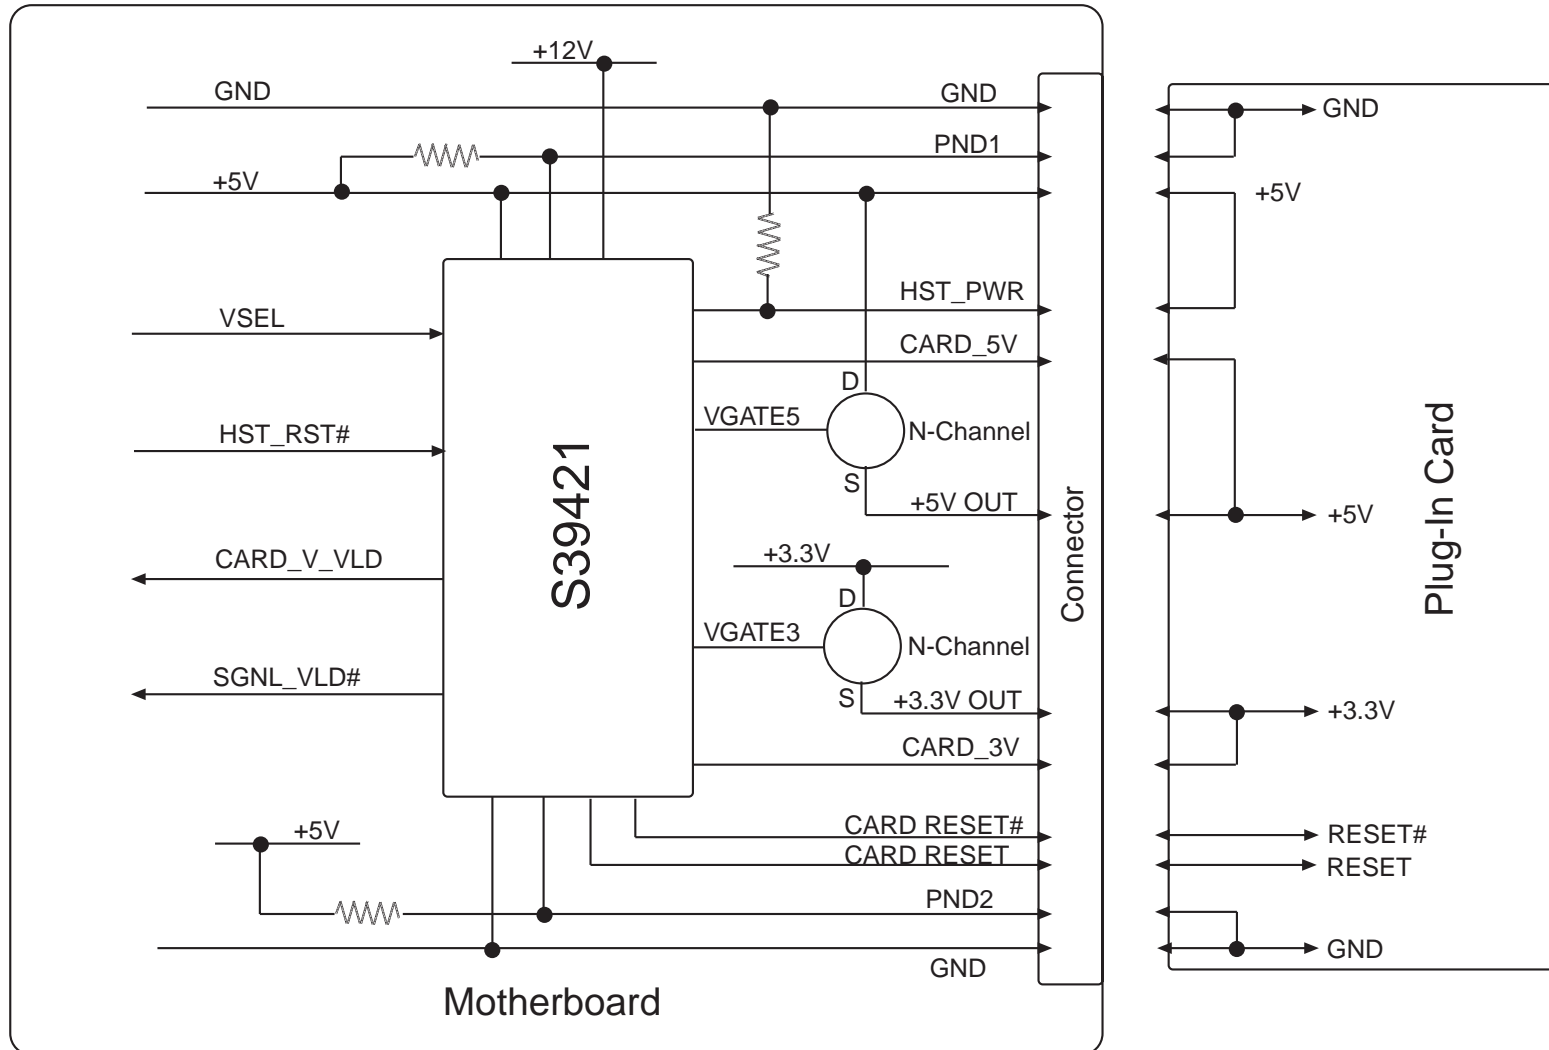 +12V
GND
GND
GND
PND1
+5V
+5V
HST_PWR
VSEL
CARD_5V
D
VGATE5
N-Channel
HST_RST#
S
+5V OUT
+5V
S39421
Connector
Plug-In Card
+3.3V
CARD_V_VLD
D
VGATE3
N-Channel
SGNL_VLD#
S
+3.3V OUT
+3.3V
CARD_3V
+5V
CARD RESET#
RESET#
CARD RESET
RESET
PND2
GND
GND
Motherboard